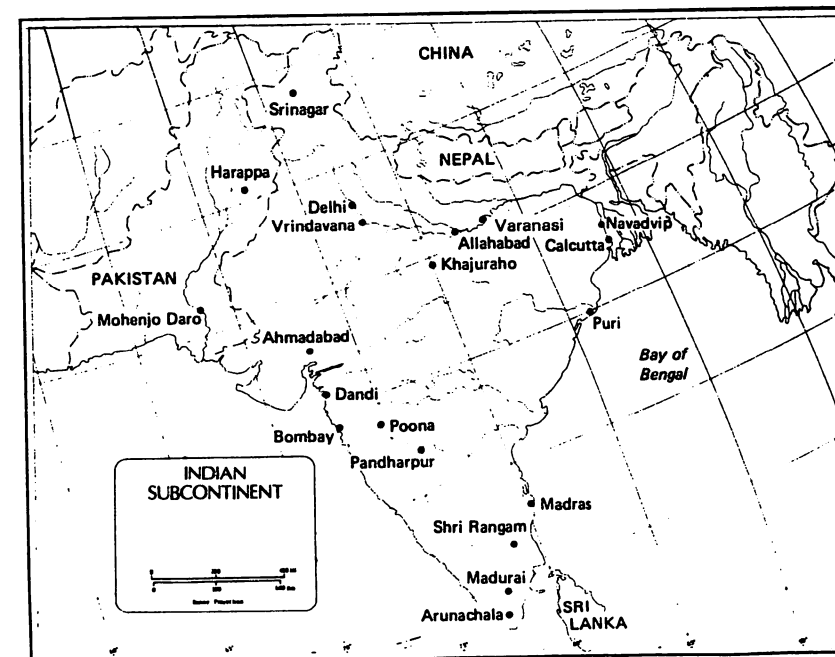 CHINA
Srinagar
NEPAL
Harappa
Delhi
Vrindavana
Varanasi
Navadvip
Allahabad
Calcutta
Khajuraho
PAKISTAN
Mohenjo Daro
Puri
Ahmadabad
Bay of
Bengal
Dandi
Poona
Bombay
Pandharpur
INDIAN
SUBCONTINENT
Madras
Shri Rangam
Madurai
SRI
LANKA
Arunachala